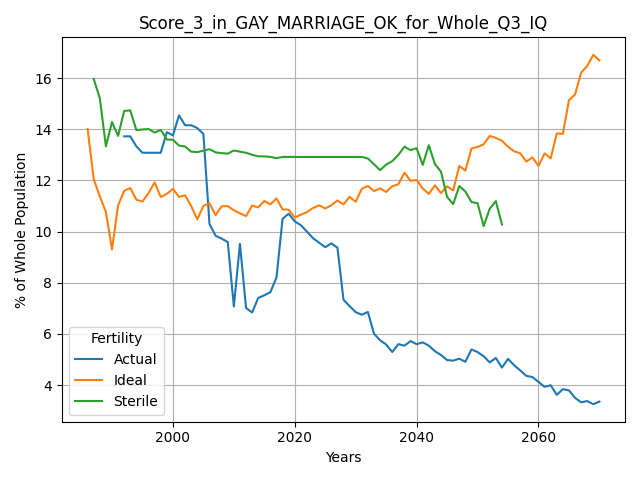 Score_3_in_GAY_MARRIAGE_OK_for_Whole_Q3_IQ
% of Whole Population
16
14
12
10
8
6
4
Fertility
Actual
Ideal
Sterile
2000 2020 2040 2060
Years